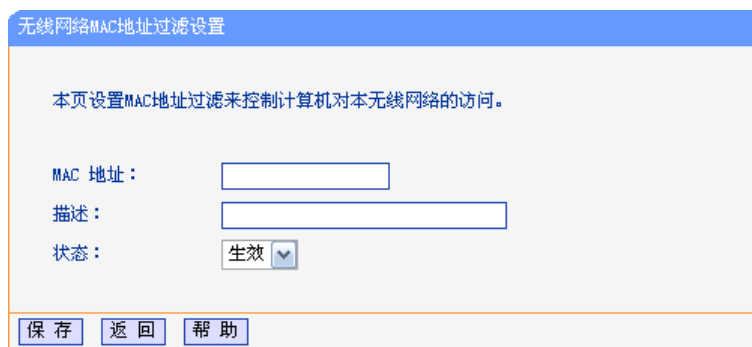 无线网络MAC地址过滤设置
本页设置MAC地址过滤来控制计算机对本无线网络的访问。
MAC 地址：
描述：
状态： 生效
保 存 返 回 帮 助